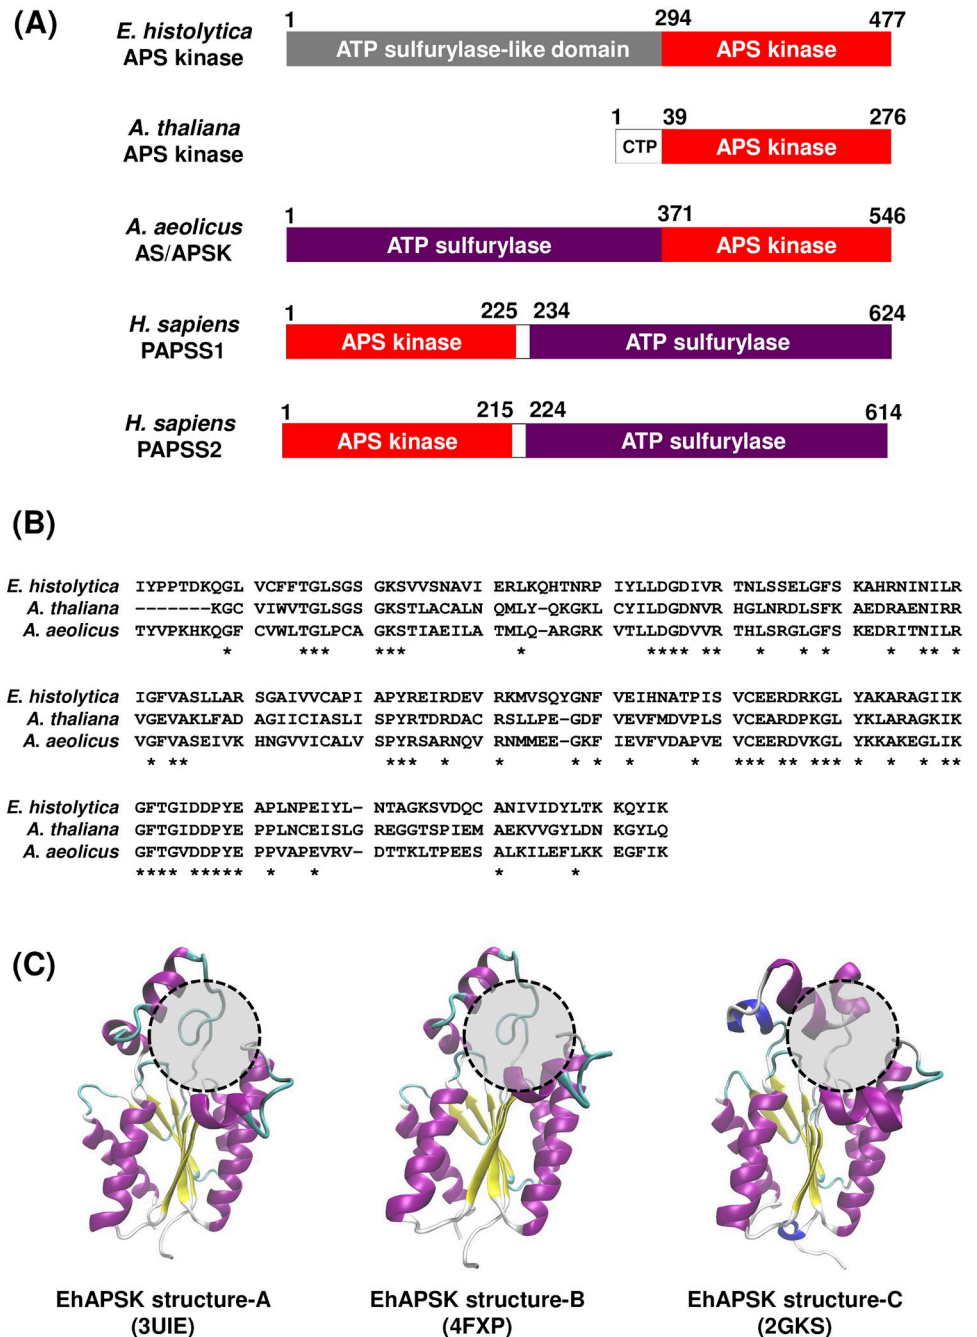 (A)
E. histolytica
APS kinase
1 294 477
ATP sulfurylase-like domain APS kinase
A. thaliana
APS kinase
1 39 276
CTP APS kinase
A. aeolicus
AS/APSK
1 371 546
ATP sulfurylase APS kinase
H. sapiens
PAPSS1
1 225 234 624
APS kinase ATP sulfurylase
H. sapiens
PAPSS2
1 215 224 614
APS kinase ATP sulfurylase
(B)
E. histolytica IYPPTDKQGL VCFFTGLSGS GKSVVSNAVI ERLKQHTNRP IYLLDGDIVR TNLSSELGFS KAHRNINILR
A. thaliana -------KGC VIWVTGLSGS GKSTLACALN QMLY-QKGKL CYILDGDNVR HGLNRDLSFK AEDRAENIRR
A. aeolicus TYVPKHKQGF CVWLTGLPCA GKSTIAEILA TMLQ-ARGRK VTLLDGDVVR THLSRGLGFS KEDRITNILR
* *** *** * **** ** * * * * ** *
E. histolytica IGFVASLLAR SGAIVVCAPI APYREIRDEV RKMVSQYGNF VEIHNATPIS VCEERDRKGL YAKARAGIIK
A. thaliana VGEVAKLFAD AGIICIASLI SPYRTDRDAC RSLLPE-GDF VEVFMDVPLS VCEARDPKGL YKLARAGKIK
A. aeolicus VGFVASEIVK HNGVVICALV SPYRSARNQV RNMMEE-GKF IEVFVDAPVE VCEERDVKGL YKKAKEGLIK
* ** *** * * * * * * *** ** *** * * * **
E. histolytica GFTGIDDPYE APLNPEIYL- NTAGKSVDQC ANIVIDYLTK KQYIK
A. thaliana GFTGIDDPYE PPLNCEISLG REGGTSPIEM AEKVVGYLDN KGYLQ
A. aeolicus GFTGVDDPYE PPVAPEVRV- DTTKLTPEES ALKILEFLKK EGFIK
**** ***** * * * *
(C)
EhAPSK structure-A
(3UIE)
EhAPSK structure-B
(4FXP)
EhAPSK structure-C
(2GKS)